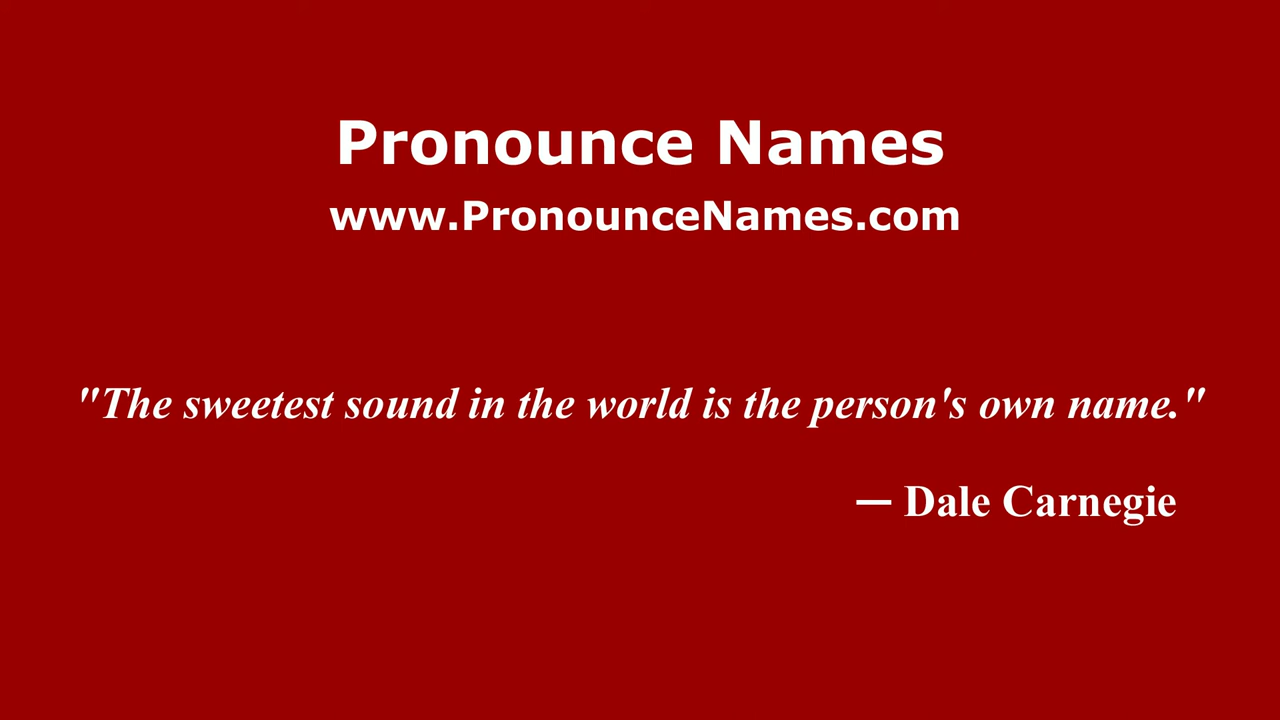 Pronounce Names
www.PronounceNames.com
"The sweetest sound in the world is the person's own name."
— Dale Carnegie